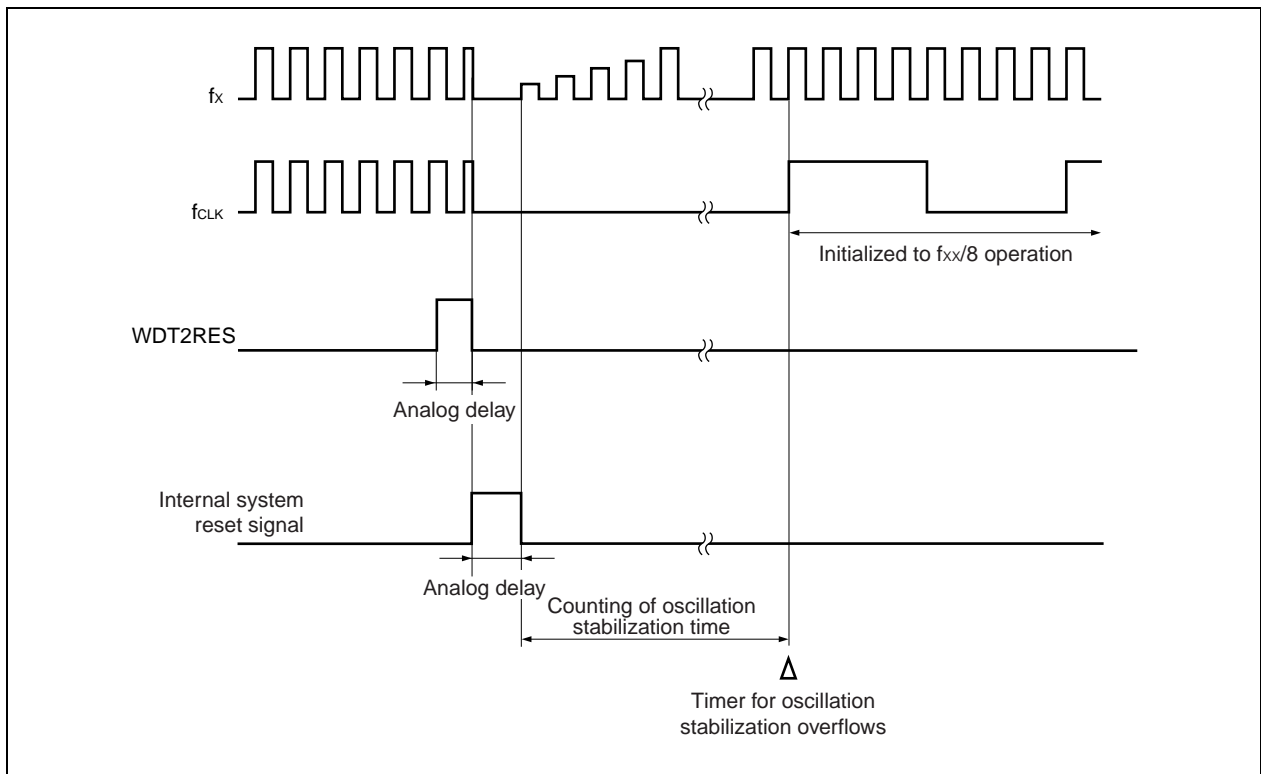 fX
fCLK
Initialized to fXX/8 operation
WDT2RES
Analog delay
Internal system
reset signal
Analog delay
Counting of oscillation
stabilization time
Timer for oscillation
stabilization overflows